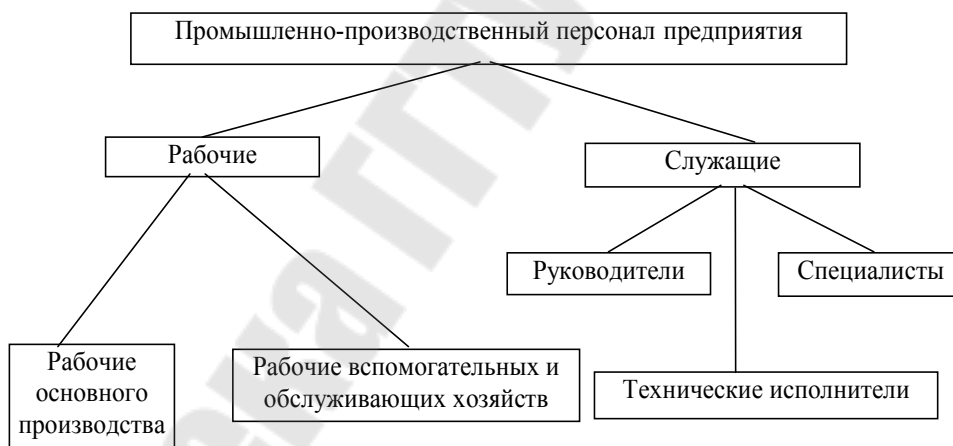 Промышленно-производственный персонал предприятия
Рабочие
Служащие
Руководители
Специалисты
Рабочие
основного
производства
Рабочие вспомогательных и
обслуживающих хозяйств
Технические исполнители